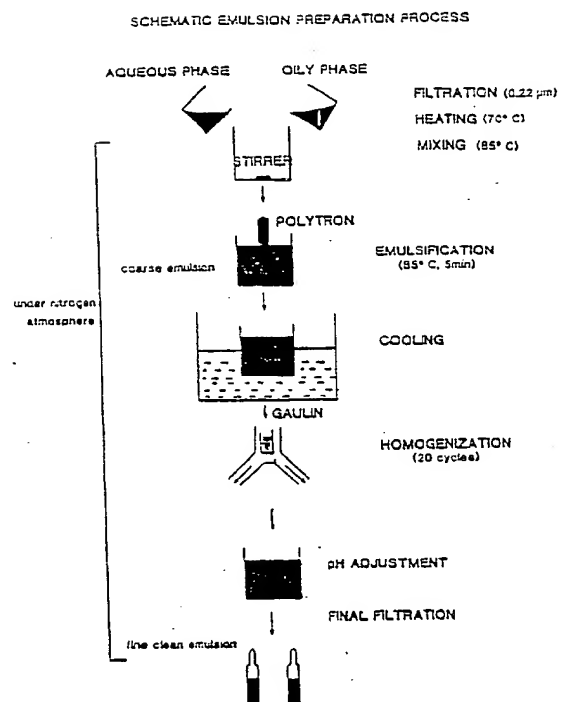 SCHEMATIC EMULSION PREPARATION PROCESS
AQUEOUS PHASE
OILY PHASE
FILTRATION (0.22 µm)
HEATING (70° C)
MIXING (85° C)
STIRRER
POLYTRON
coarse emulsion
EMULSIFICATION
(85° C, 5min)
under nitrogen
atmosphere
COOLING
GAULIN
HOMOGENIZATION
(20 cycles)
pH ADJUSTMENT
FINAL FILTRATION
fine clean emulsion